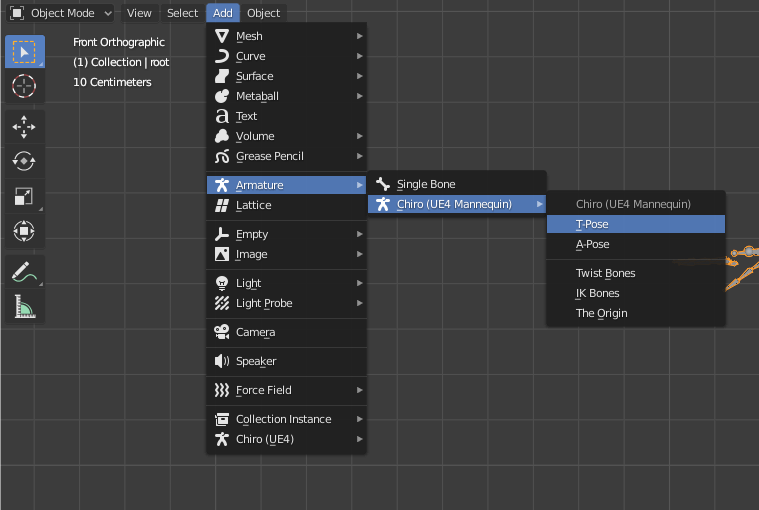 Object Mode View Select Add Object
Front Orthographic
(1) Collection | root
10 Centimeters
Mesh
Curve
Surface
Metaball
Text
Volume
Grease Pencil
Armature
Lattice
Empty
Image
Light
Light Probe
Camera
Speaker
Force Field
Collection Instance
Chiro (UE4)
Single Bone
Chiro (UE4 Mannequin)
Chiro (UE4 Mannequin)
T-Pose
A-Pose
Twist Bones
IK Bones
The Origin